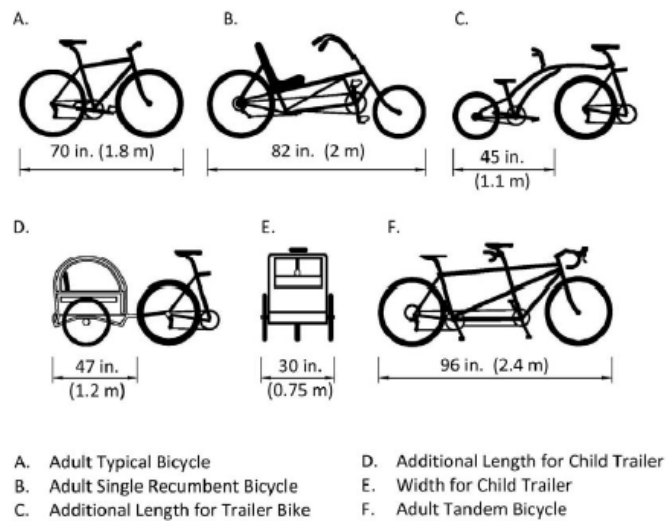 A.
B.
C.
70 in. (1.8 m)
82 in. (2 m)
45 in.
(1.1 m)
D.
E.
F.
47 in.
(1.2 m)
30 in.
(0.75 m)
96 in. (2.4 m)
A. Adult Typical Bicycle
B. Adult Single Recumbent Bicycle
C. Additional Length for Trailer Bike
D. Additional Length for Child Trailer
E. Width for Child Trailer
F. Adult Tandem Bicycle